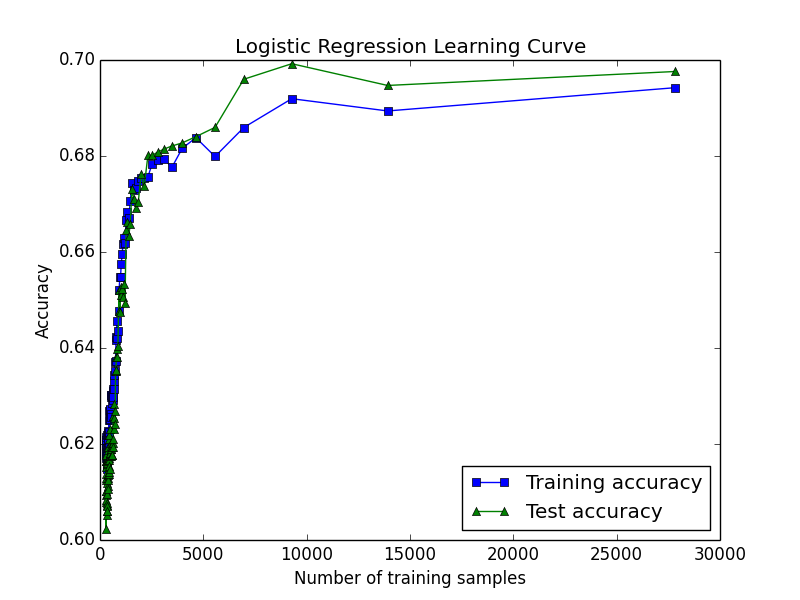 Logistic Regression Learning Curve
0.70
0.68
0.66
0.64
0.62
0.60
Accuracy
Training accuracy
Test accuracy
0 5000 10000 15000 20000 25000 30000
Number of training samples